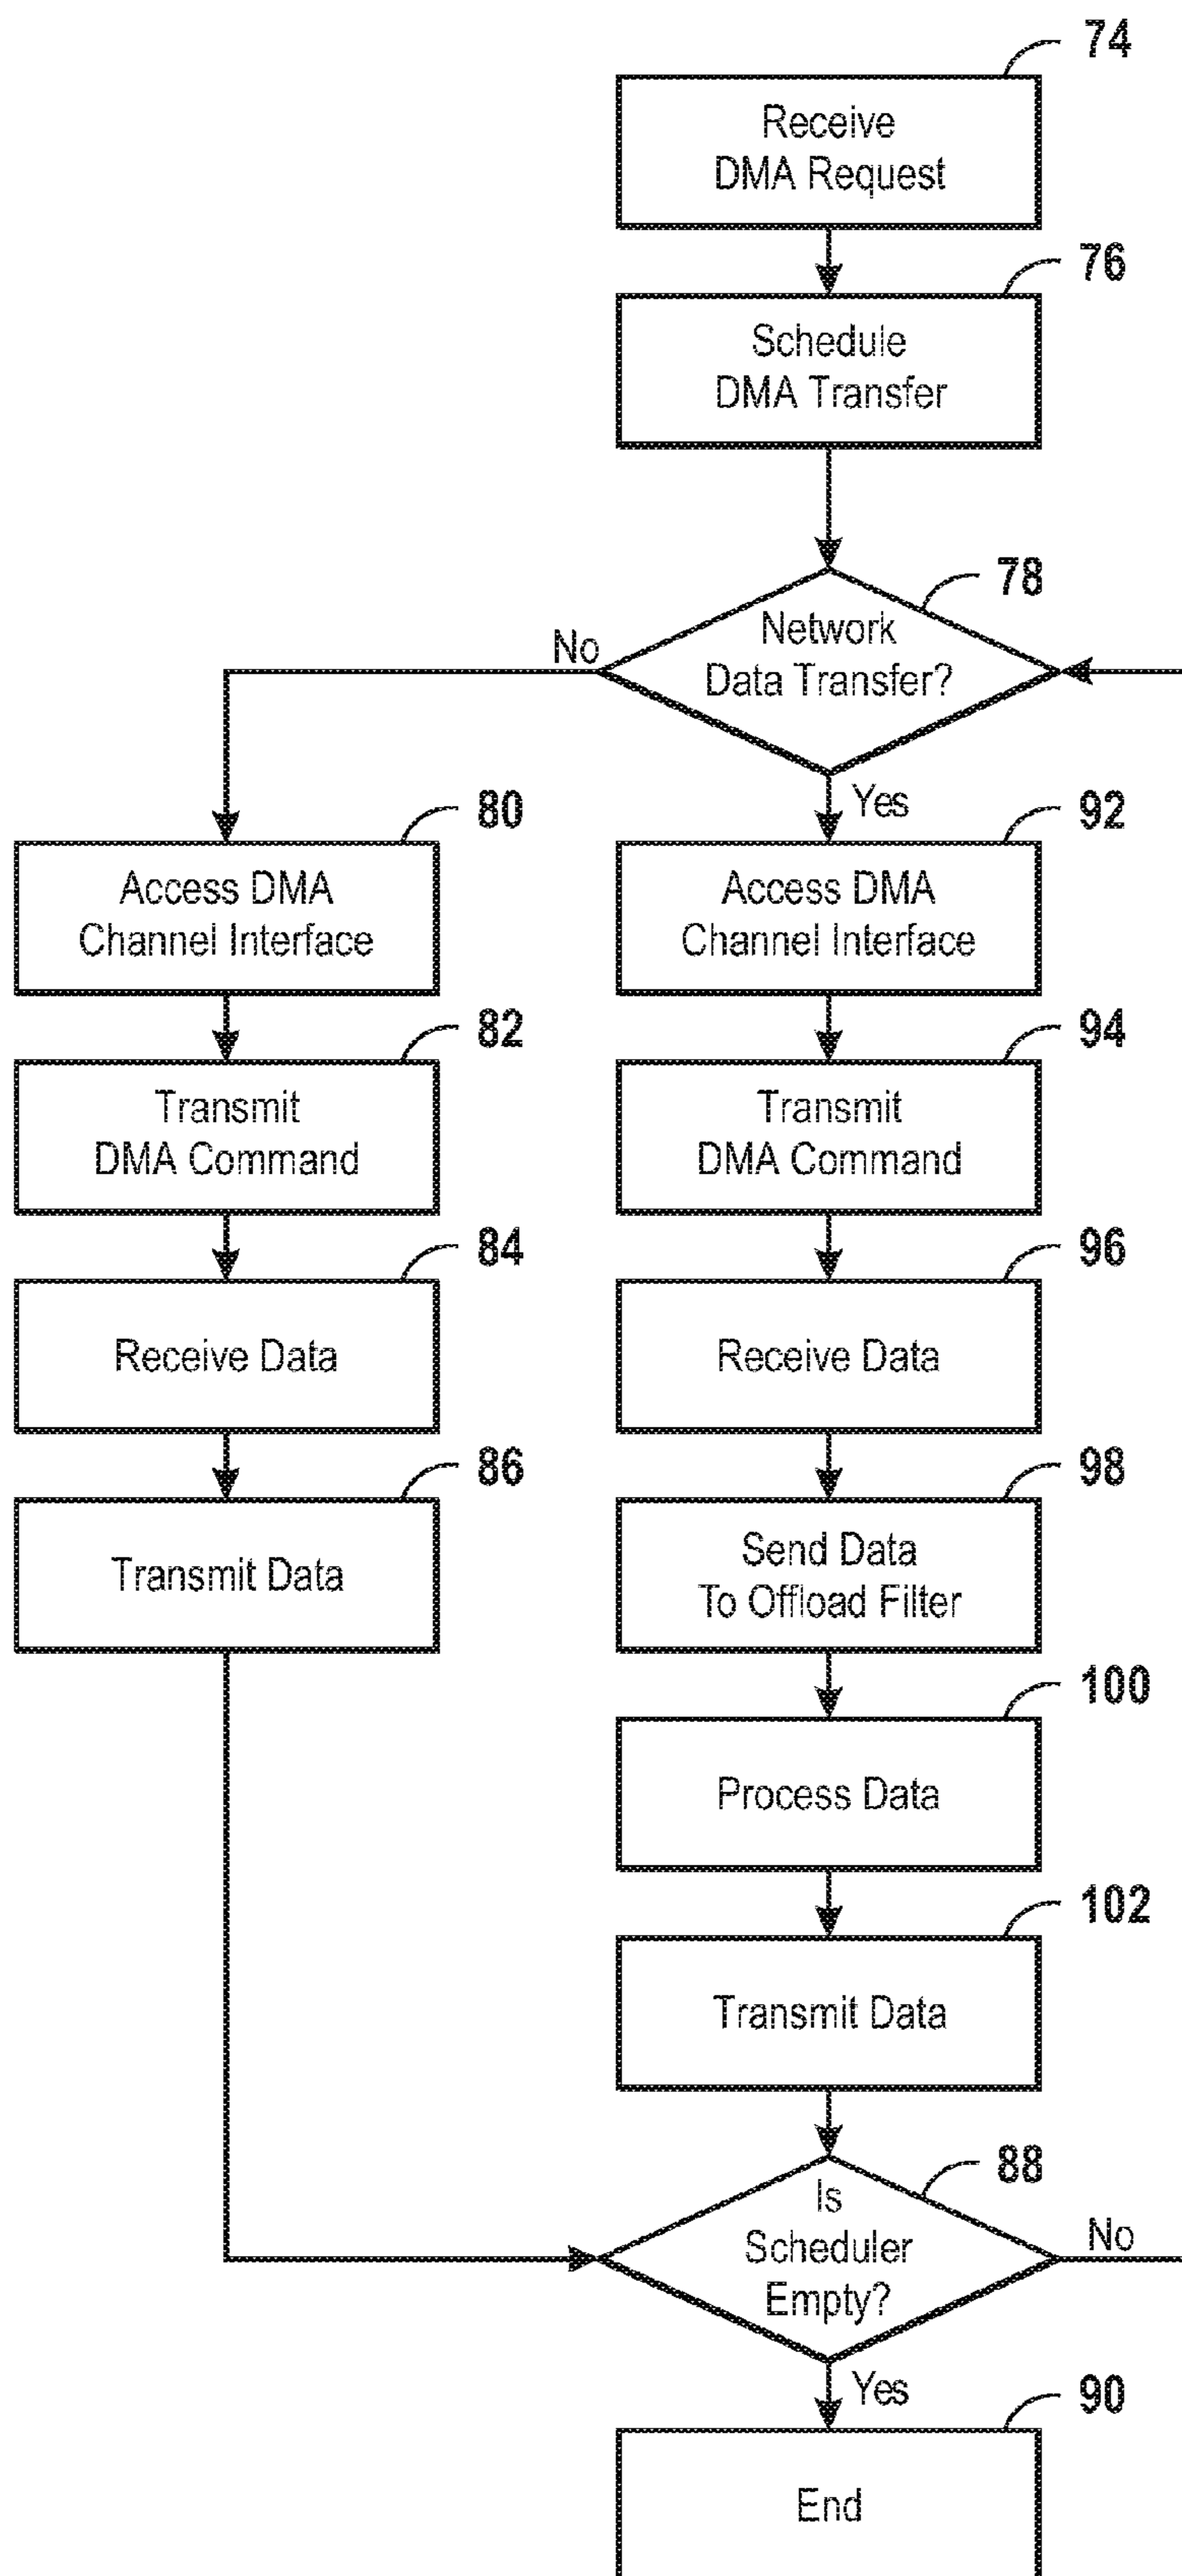 74
Receive
DMA Request
76
Schedule
DMA Transfer
78
Network
Data Transfer?
No
Yes
80
Access DMA
Channel Interface
82
Transmit
DMA Command
84
Receive Data
86
Transmit Data
92
Access DMA
Channel Interface
94
Transmit
DMA Command
96
Receive Data
98
Send Data
To Offload Filter
100
Process Data
102
Transmit Data
88
Is
Scheduler
Empty?
No
Yes
90
End